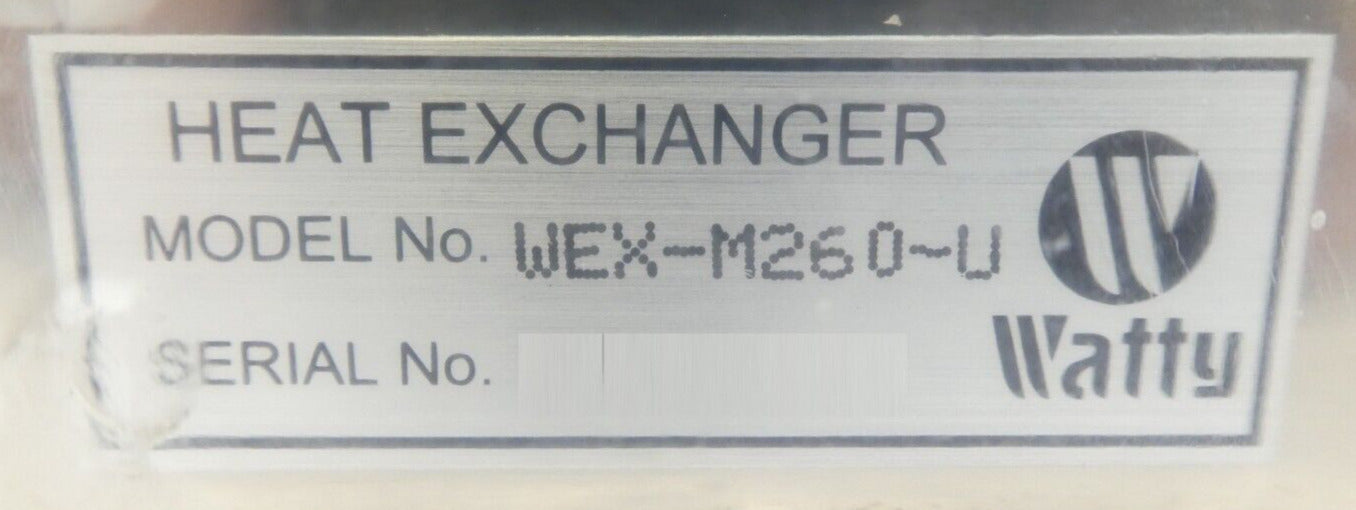 HEAT EXCHANGER
MODEL No. WEX-M260-U
SERIAL No.
W
Watty